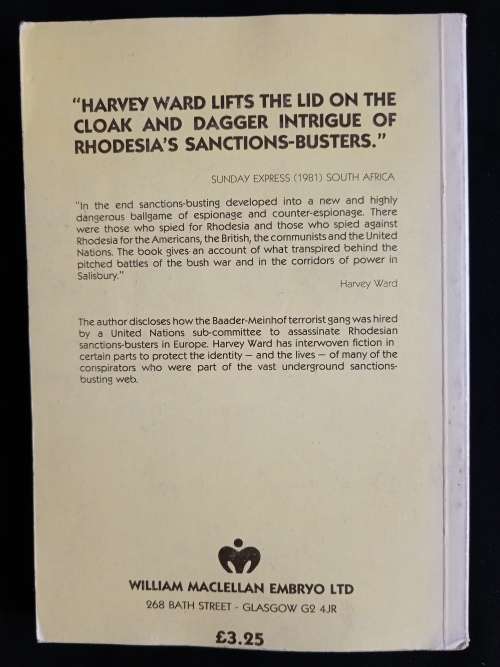 “HARVEY WARD LIFTS THE LID ON THE
CLOAK AND DAGGER INTRIGUE OF
RHODESIA’S SANCTIONS-BUSTERS.”
SUNDAY EXPRESS (1981) SOUTH AFRICA
“In the end sanctions-busting developed into a new and highly
dangerous ballgame of espionage and counter-espionage. There
were those who spied for Rhodesia and those who spied against
Rhodesia for the Americans, the British, the communists and the United
Nations. The book gives an account of what transpired behind the
pitched battles of the bush war and in the corridors of power in
Salisbury.”
Harvey Ward
The author discloses how the Baader-Meinhof terrorist gang was hired
by a United Nations sub-committee to assassinate Rhodesian
sanctions-busters in Europe. Harvey Ward has interwoven fiction in
certain parts to protect the identity — and the lives — of many of the
conspirators who were part of the vast underground sanctions-
busting web.
WILLIAM MACLELLAN EMBRYO LTD
268 BATH STREET - GLASGOW G2 4JR
£3.25